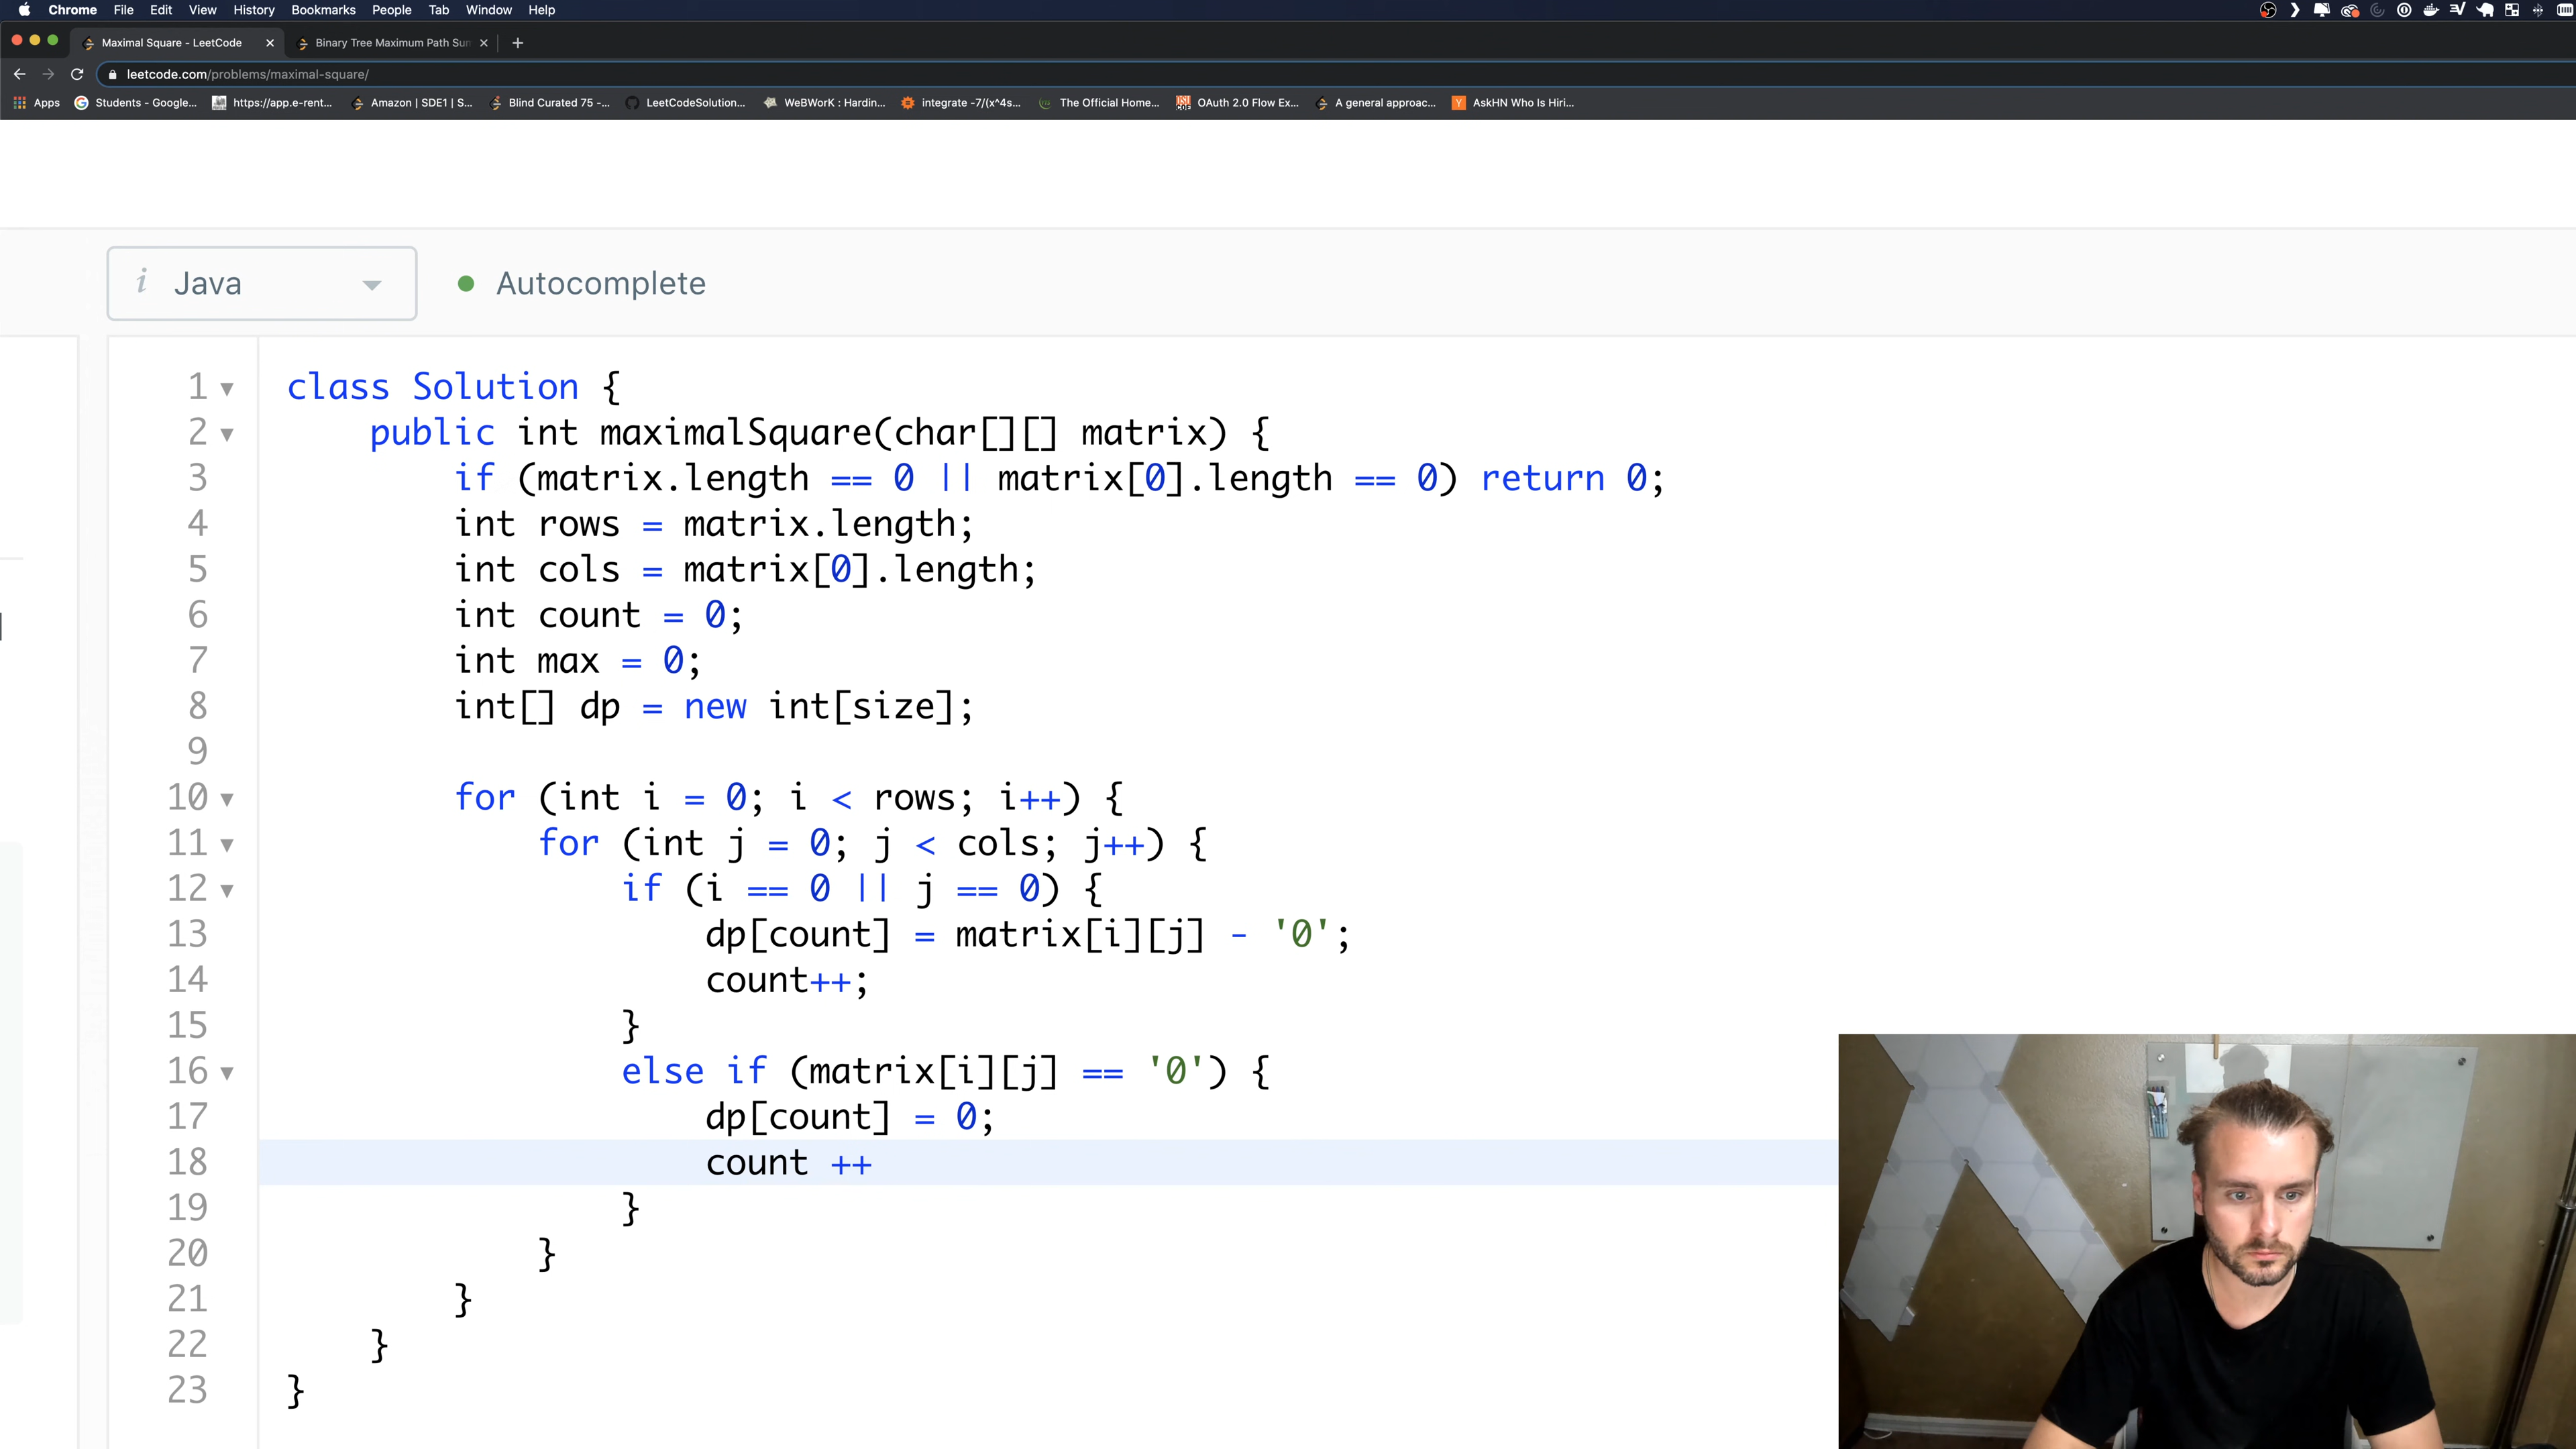 Chrome File Edit View History Bookmarks People Tab Window Help
Maximal Square - LeetCode Binary Tree Maximum Path Sum
leetcode.com/problems/maximal-square/
Apps Students - Google... https://app.e-rent... Amazon | SDE1 | S... Blind Curated 75 -... LeetCodeSolution... WeBWorK : Hardin... integrate -7/(x^4s... The Official Home... OAuth 2.0 Flow Ex... A general approac... AskHN Who Is Hiri...
i Java Autocomplete
1 class Solution {
2 public int maximalSquare(char[][] matrix) {
3 if (matrix.length == 0 || matrix[0].length == 0) return 0;
4 int rows = matrix.length;
5 int cols = matrix[0].length;
6 int count = 0;
7 int max = 0;
8 int[] dp = new int[size];
9
10 for (int i = 0; i < rows; i++) {
11 for (int j = 0; j < cols; j++) {
12 if (i == 0 || j == 0) {
13 dp[count] = matrix[i][j] - '0';
14 count++;
15 }
16 else if (matrix[i][j] == '0') {
17 dp[count] = 0;
18 count ++
19 }
20 }
21 }
22 }
23 }